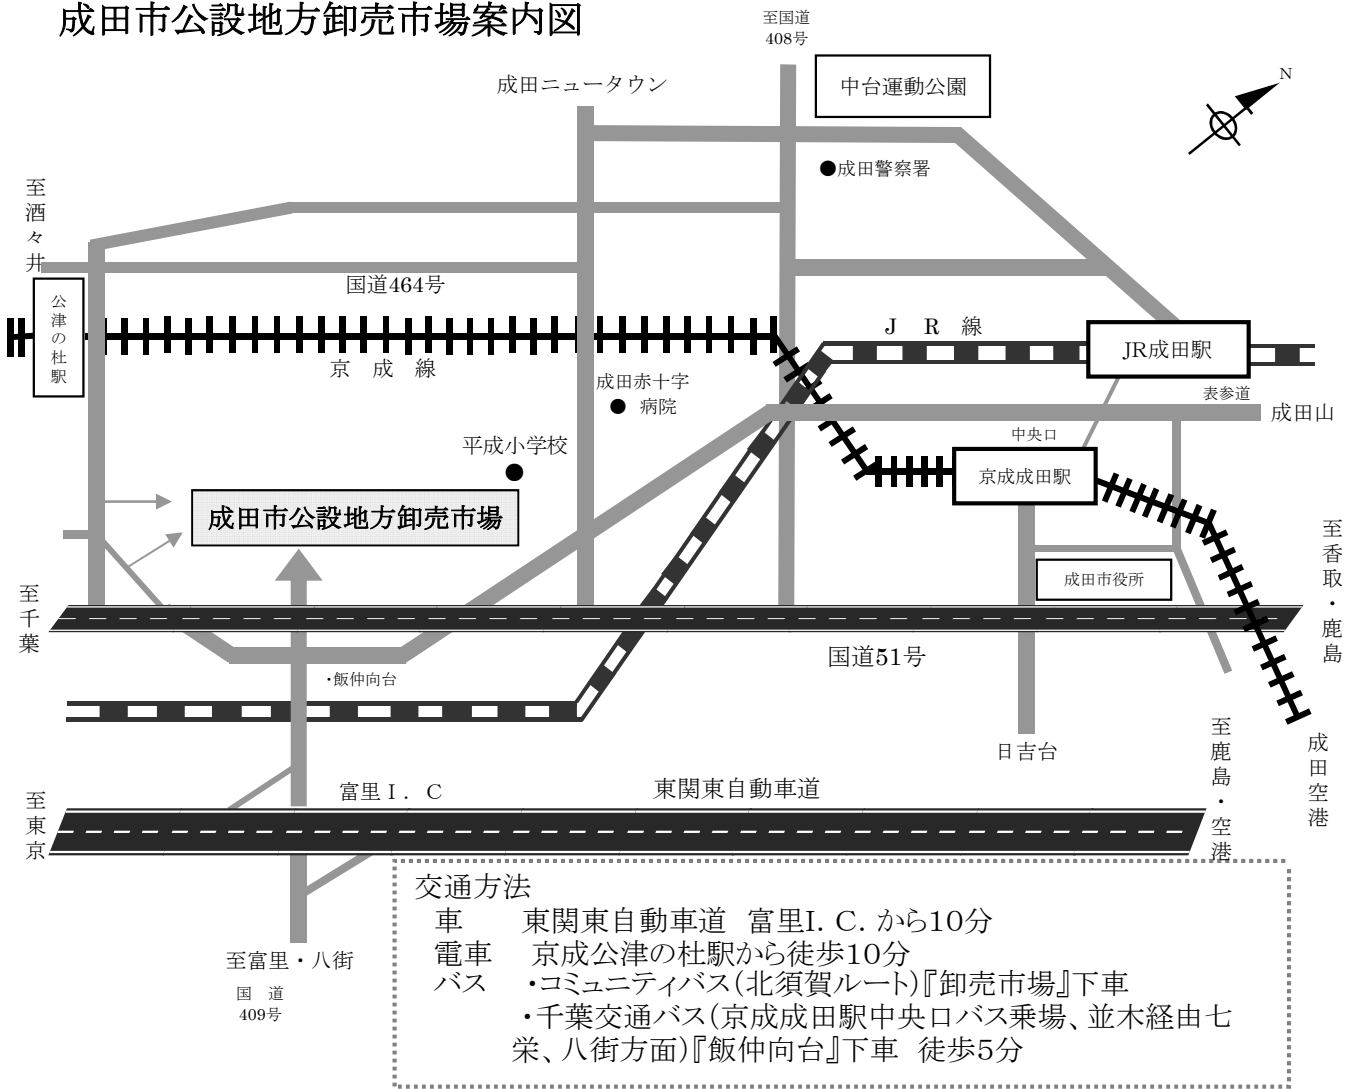 成田市公設地方卸売市場案内図
至国道
408号
成田ニュータウン
中台運動公園
N
●成田警察署
至酒々井
国道464号
公津の杜駅
京 成 線
J R 線
JR成田駅
成田赤十字
● 病院
表参道
成田山
平成小学校
中央口
京成成田駅
成田市公設地方卸売市場
至香取・鹿島
成田市役所
至千葉
国道51号
・飯仲向台
日吉台
至鹿島・空港
成田空港
富里I. C
東関東自動車道
至東京
交通方法
車 東関東自動車道 富里I. C. から10分
電車 京成公津の杜駅から徒歩10分
バス ・コミュニティバス(北須賀ルート)『卸売市場』下車
・千葉交通バス(京成成田駅中央口バス乗場、並木経由七
栄、八街方面)『飯仲向台』下車 徒歩5分
至富里・八街
国 道
409号